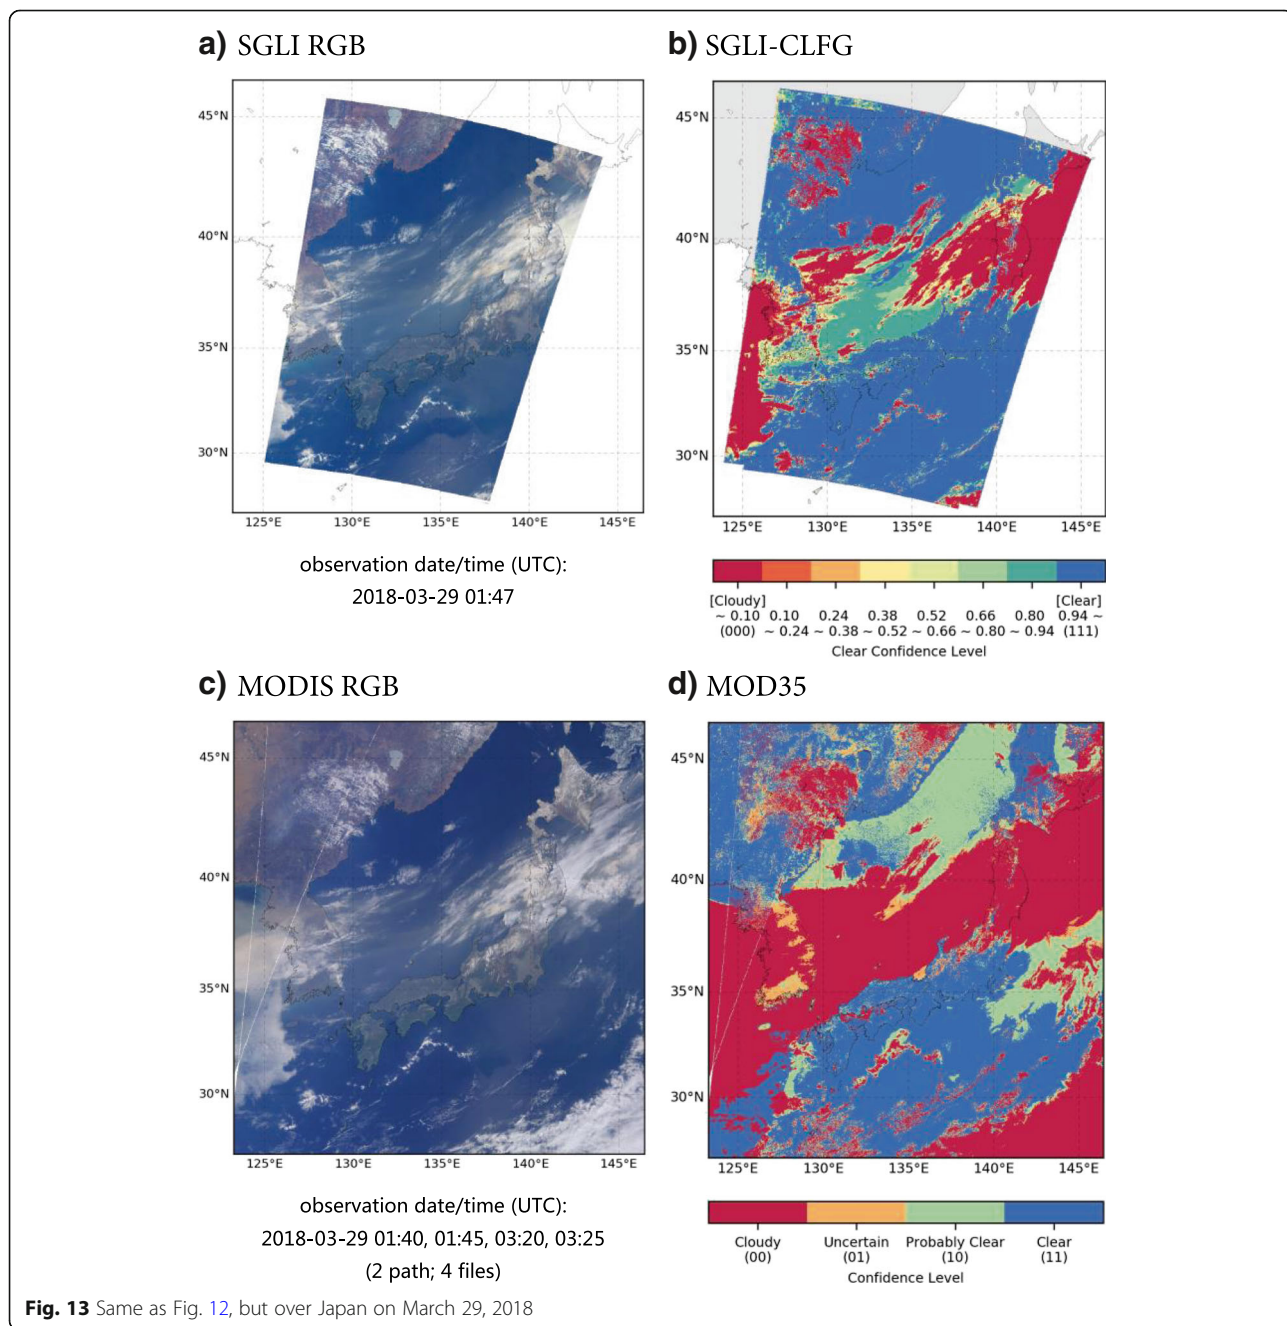 a) SGLI RGB
b) SGLI-CLFG
45°N
40°N
35°N
30°N
125°E 130°E 135°E 140°E 145°E
45°N
40°N
35°N
30°N
125°E 130°E 135°E 140°E 145°E
observation date/time (UTC):
2018-03-29 01:47
[Cloudy] [Clear]
~ 0.10 0.10 0.24 0.38 0.52 0.66 0.80 0.94 ~
(000) ~ 0.24 ~ 0.38 ~ 0.52 ~ 0.66 ~ 0.80 ~ 0.94 (111)
Clear Confidence Level
c) MODIS RGB
d) MOD35
45°N
40°N
35°N
30°N
125°E 130°E 135°E 140°E 145°E
45°N
40°N
35°N
30°N
125°E 130°E 135°E 140°E 145°E
observation date/time (UTC):
2018-03-29 01:40, 01:45, 03:20, 03:25
(2 path; 4 files)
Cloudy Uncertain Probably Clear Clear
(00) (01) (10) (11)
Confidence Level
Fig. 13 Same as Fig. 12, but over Japan on March 29, 2018